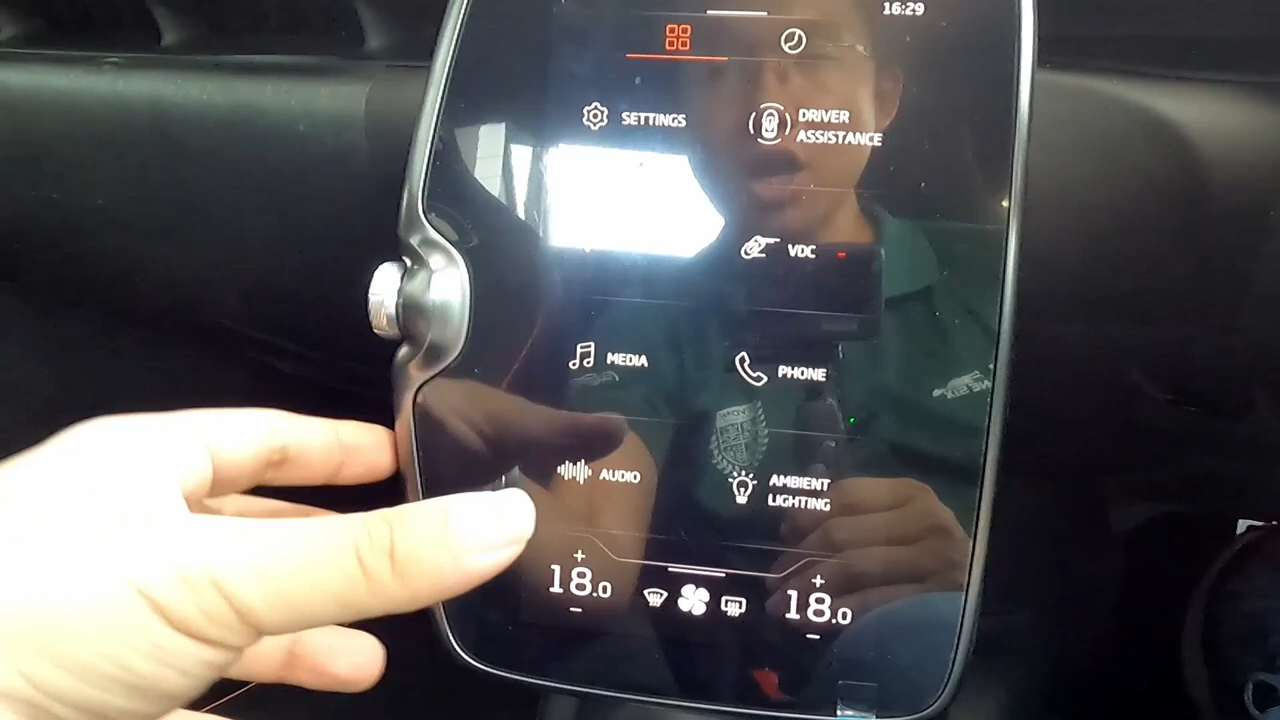 16:29
SETTINGS
DRIVER
ASSISTANCE
VDC
MEDIA
PHONE
AUDIO
AMBIENT
LIGHTING
+
18.0
−
+
18.0
−